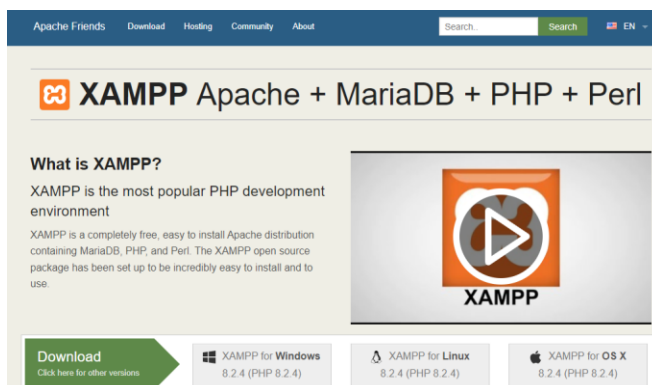 Apache Friends Download Hosting Community About Search... Search EN
XAMPP Apache + MariaDB + PHP + Perl
What is XAMPP?
XAMPP is the most popular PHP development
environment
XAMPP is a completely free, easy to install Apache distribution
containing MariaDB, PHP, and Perl. The XAMPP open source
package has been set up to be incredibly easy to install and to
use.
XAMPP
Download
Click here for other versions
XAMPP for Windows
8.2.4 (PHP 8.2.4)
XAMPP for Linux
8.2.4 (PHP 8.2.4)
XAMPP for OS X
8.2.4 (PHP 8.2.4)